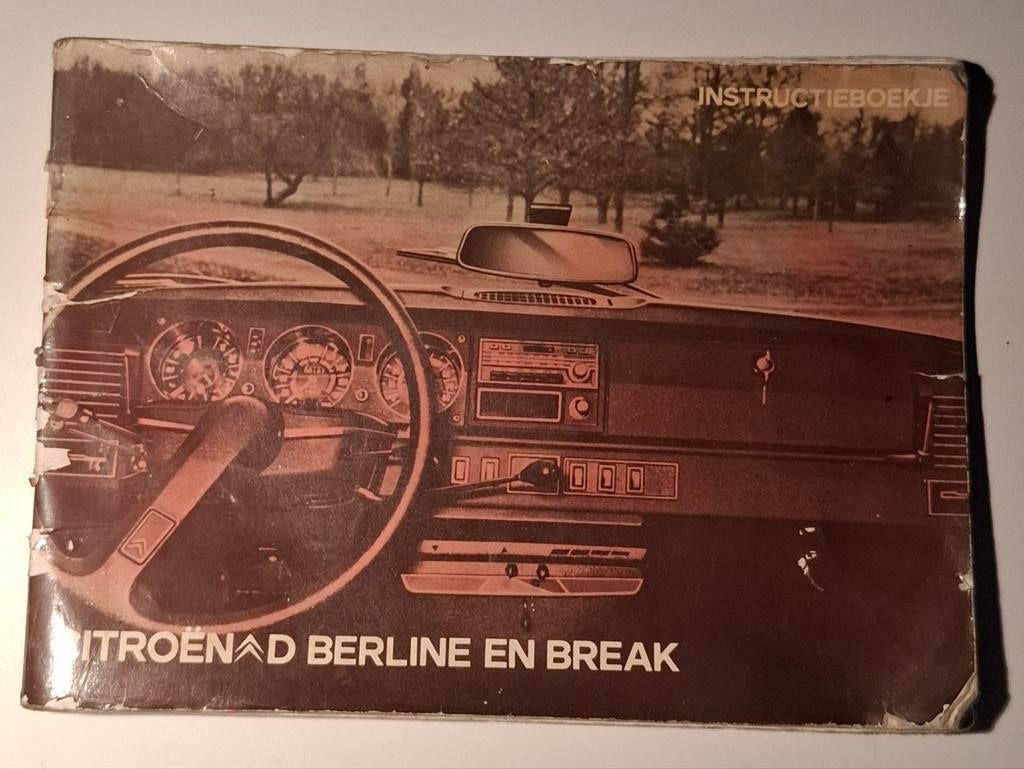 INSTRUCTIEBOEKJE
ITROËN D BERLINE EN BREAK